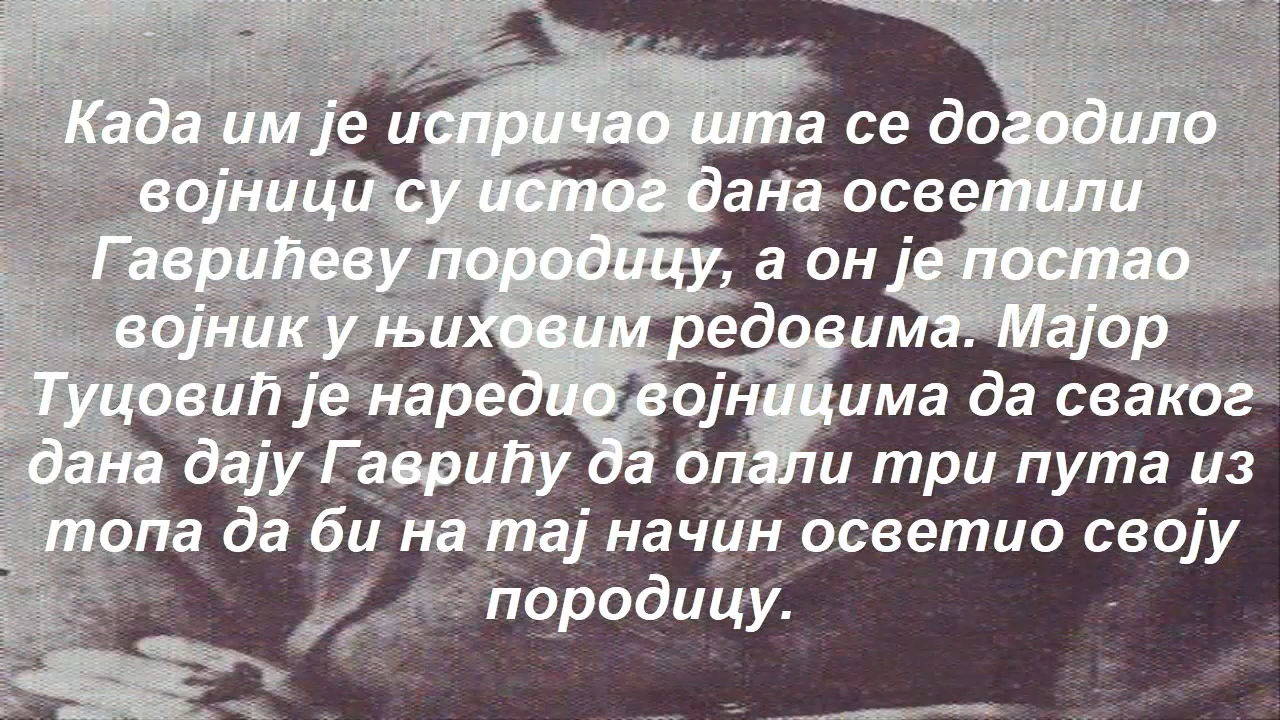 Када им је испричао шта се догодило
војници су истог дана осветили
Гаврићеву породицу, а он је постао
војник у њиховим редовима. Мајор
Туцовић је наредио војницима да сваког
дана дају Гаврићу да опали три пута из
топа да би на тај начин осветио своју
породицу.